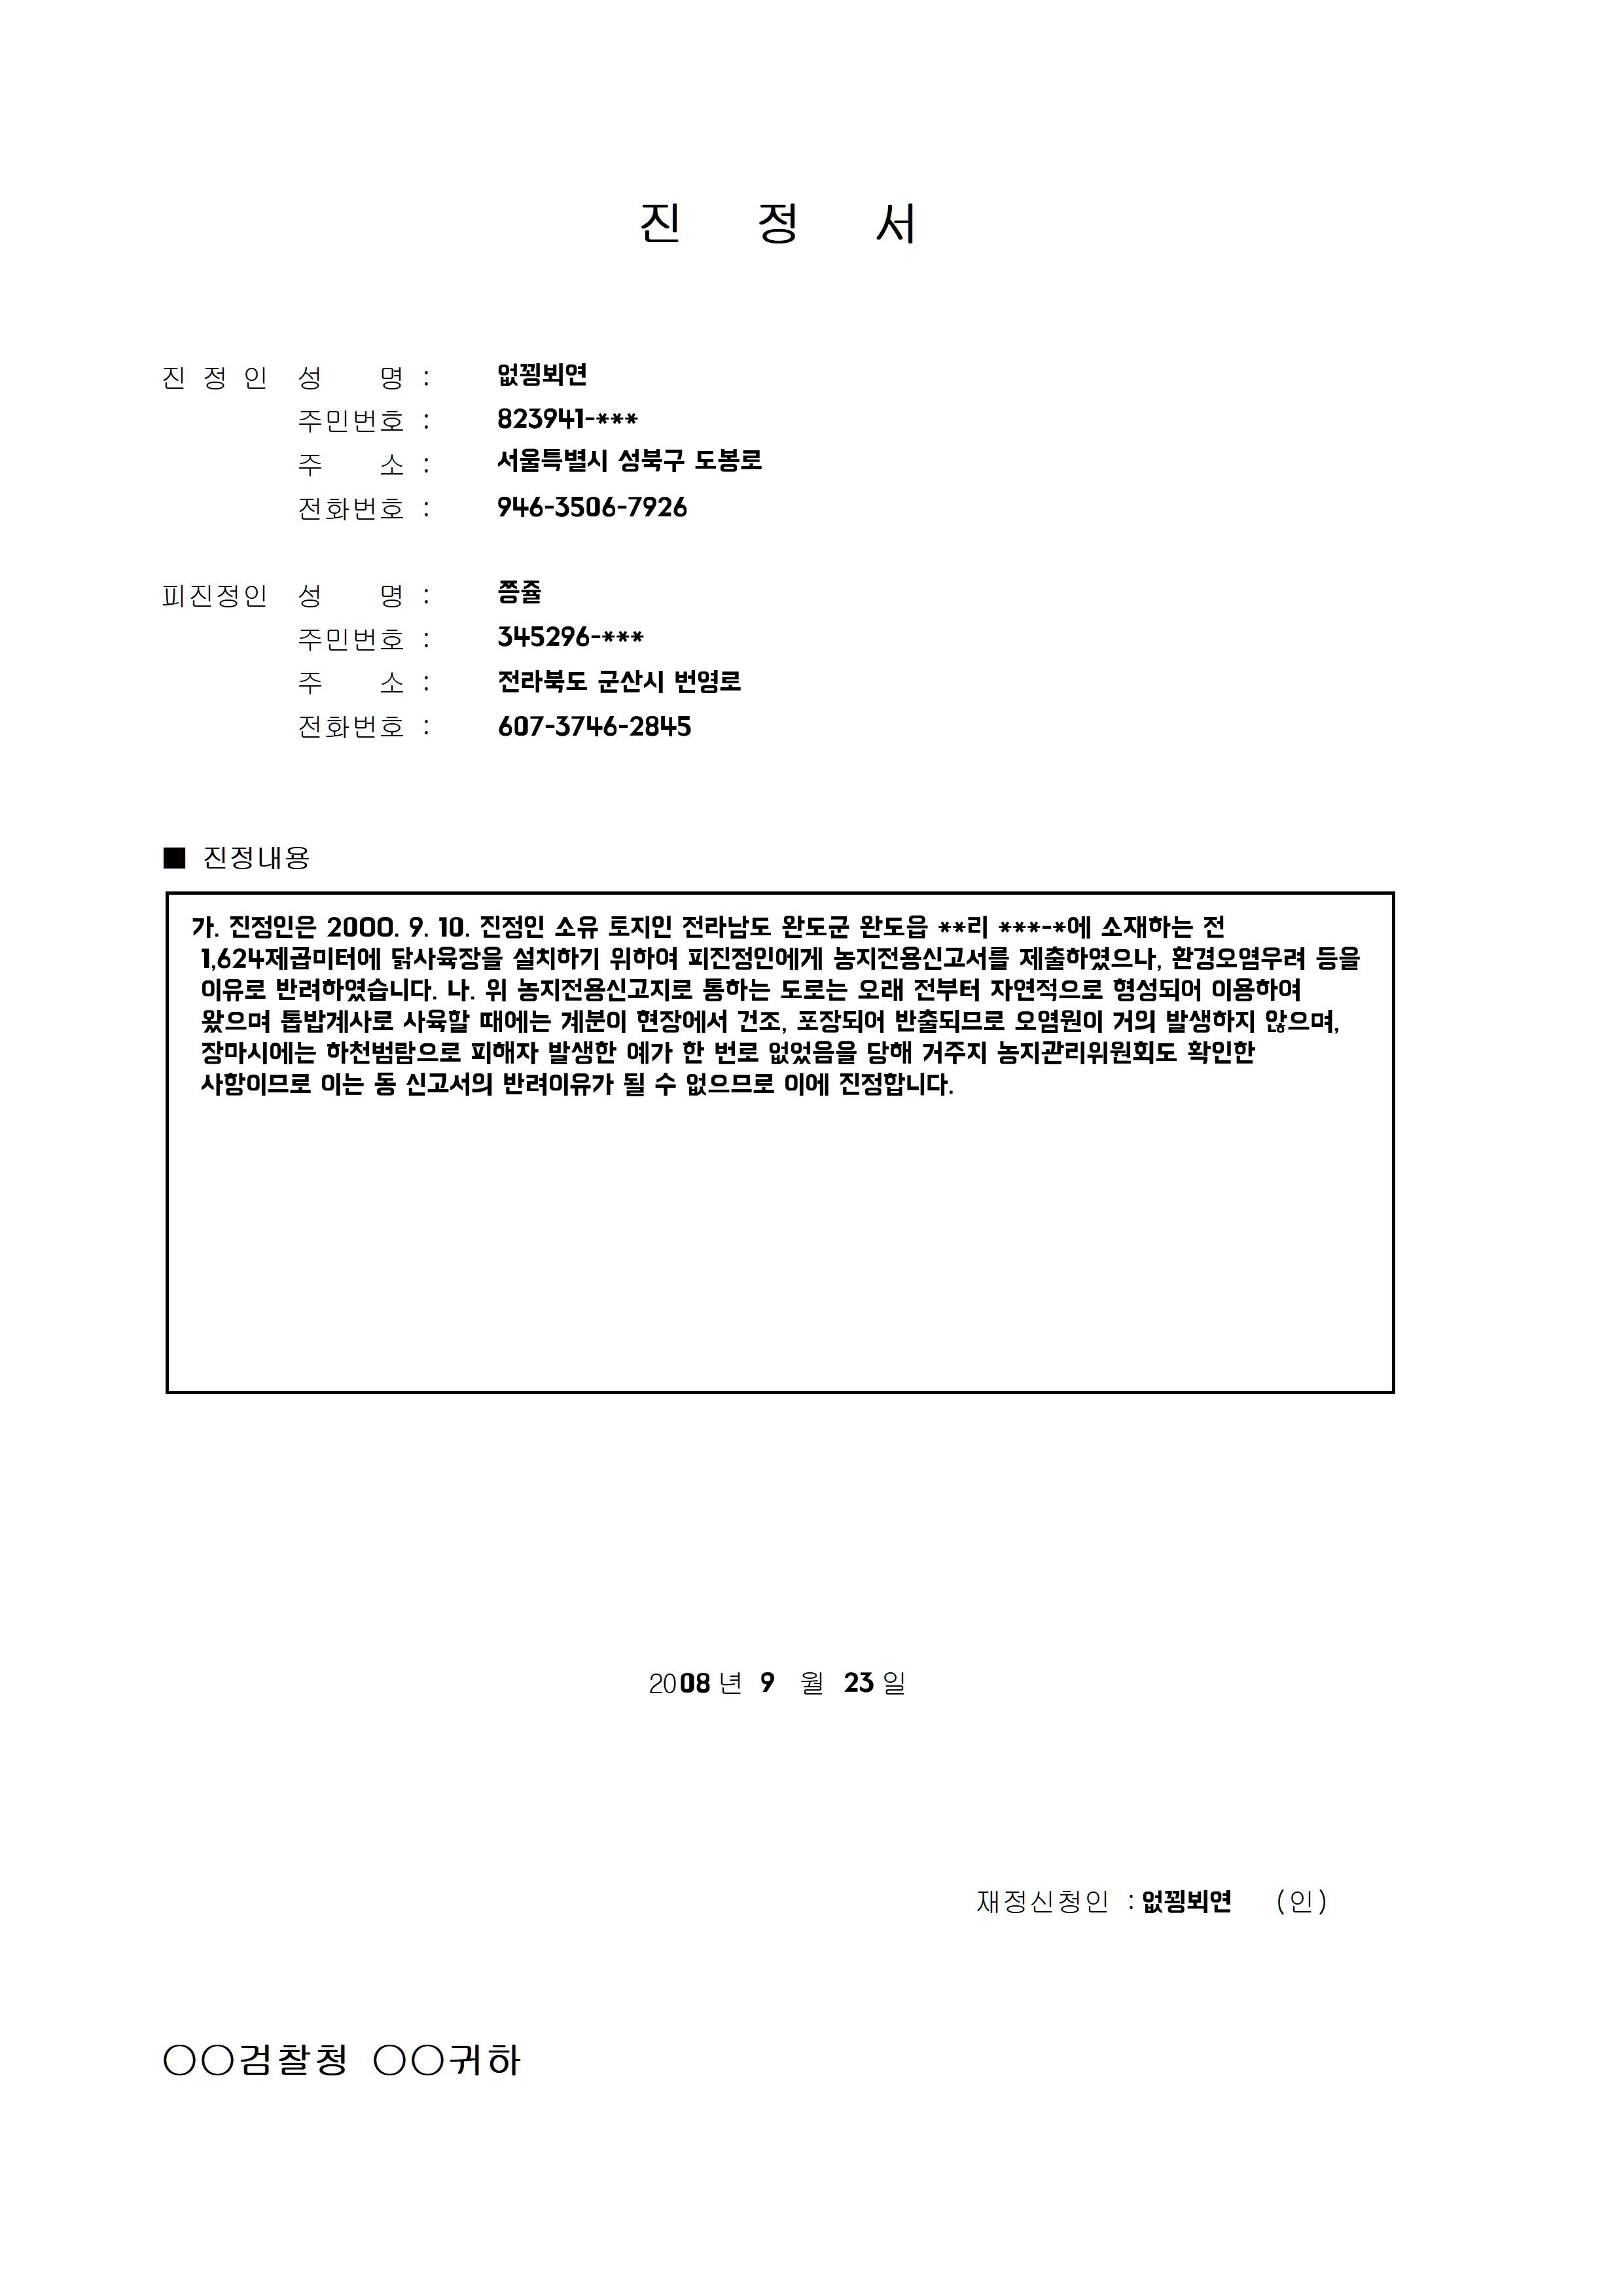 진 정 서
진 정 인 성 명 : 없꾕뵈연
주민번호 : 823941-***
주 소 : 서울특별시 성북구 도봉로
전화번호 : 946-3506-7926
피진정인 성 명 : 쯩쥴
주민번호 : 345296-***
주 소 : 전라북도 군산시 번영로
전화번호 : 607-3746-2845
■ 진정내용
가. 진정인은 2000. 9. 10. 진정인 소유 토지인 전라남도 완도군 완도읍 **리 ***-*에 소재하는 전
1,624제곱미터에 닭사육장을 설치하기 위하여 피진정인에게 농지전용신고서를 제출하였으나, 환경오염우려 등을
이유로 반려하였습니다. 나. 위 농지전용신고지로 통하는 도로는 오래 전부터 자연적으로 형성되어 이용하여
왔으며 톱밥계사로 사육할 때에는 계분이 현장에서 건조, 포장되어 반출되므로 오염원이 거의 발생하지 않으며,
장마시에는 하천범람으로 피해자 발생한 예가 한 번로 없었음을 당해 거주지 농지관리위원회도 확인한
사항이므로 이는 동 신고서의 반려이유가 될 수 없으므로 이에 진정합니다.
2008 년 9 월 23 일
재정신청인 : 없꾕뵈연 (인)
○○검찰청 ○○귀하